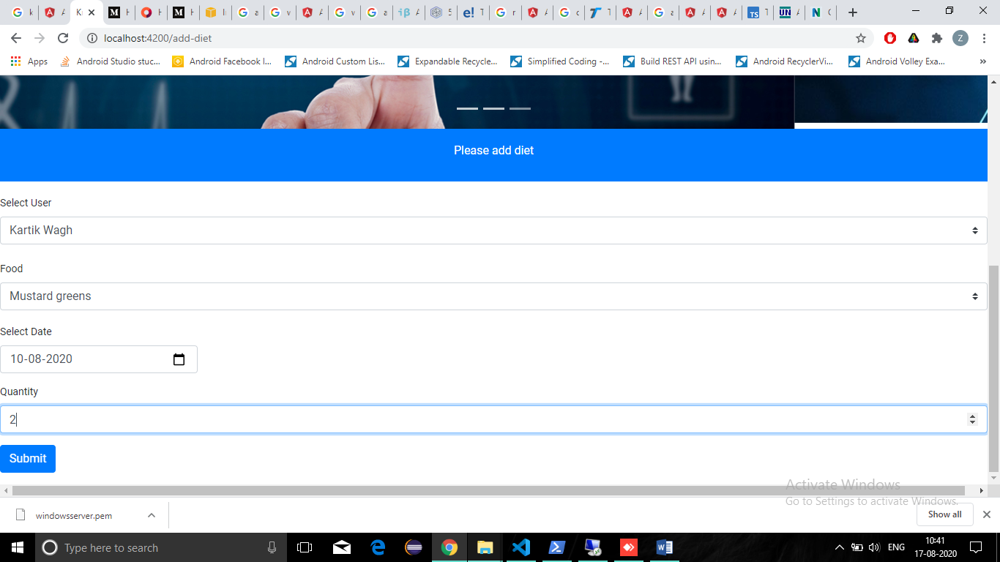 localhost:4200/add-diet
Apps Android Studio stuc... Android Facebook I... Android Custom Lis... Expandable Recycle... Simplified Coding -... Build REST API usin... Android RecyclerVi... Android Volley Exa... »
Please add diet
Select User
Kartik Wagh
Food
Mustard greens
Select Date
10-08-2020
Quantity
2
Submit
Activate Windows
Go to Settings to activate Windows.
windowsserver.pem
Show all
Type here to search
ENG
10:41
17-08-2020